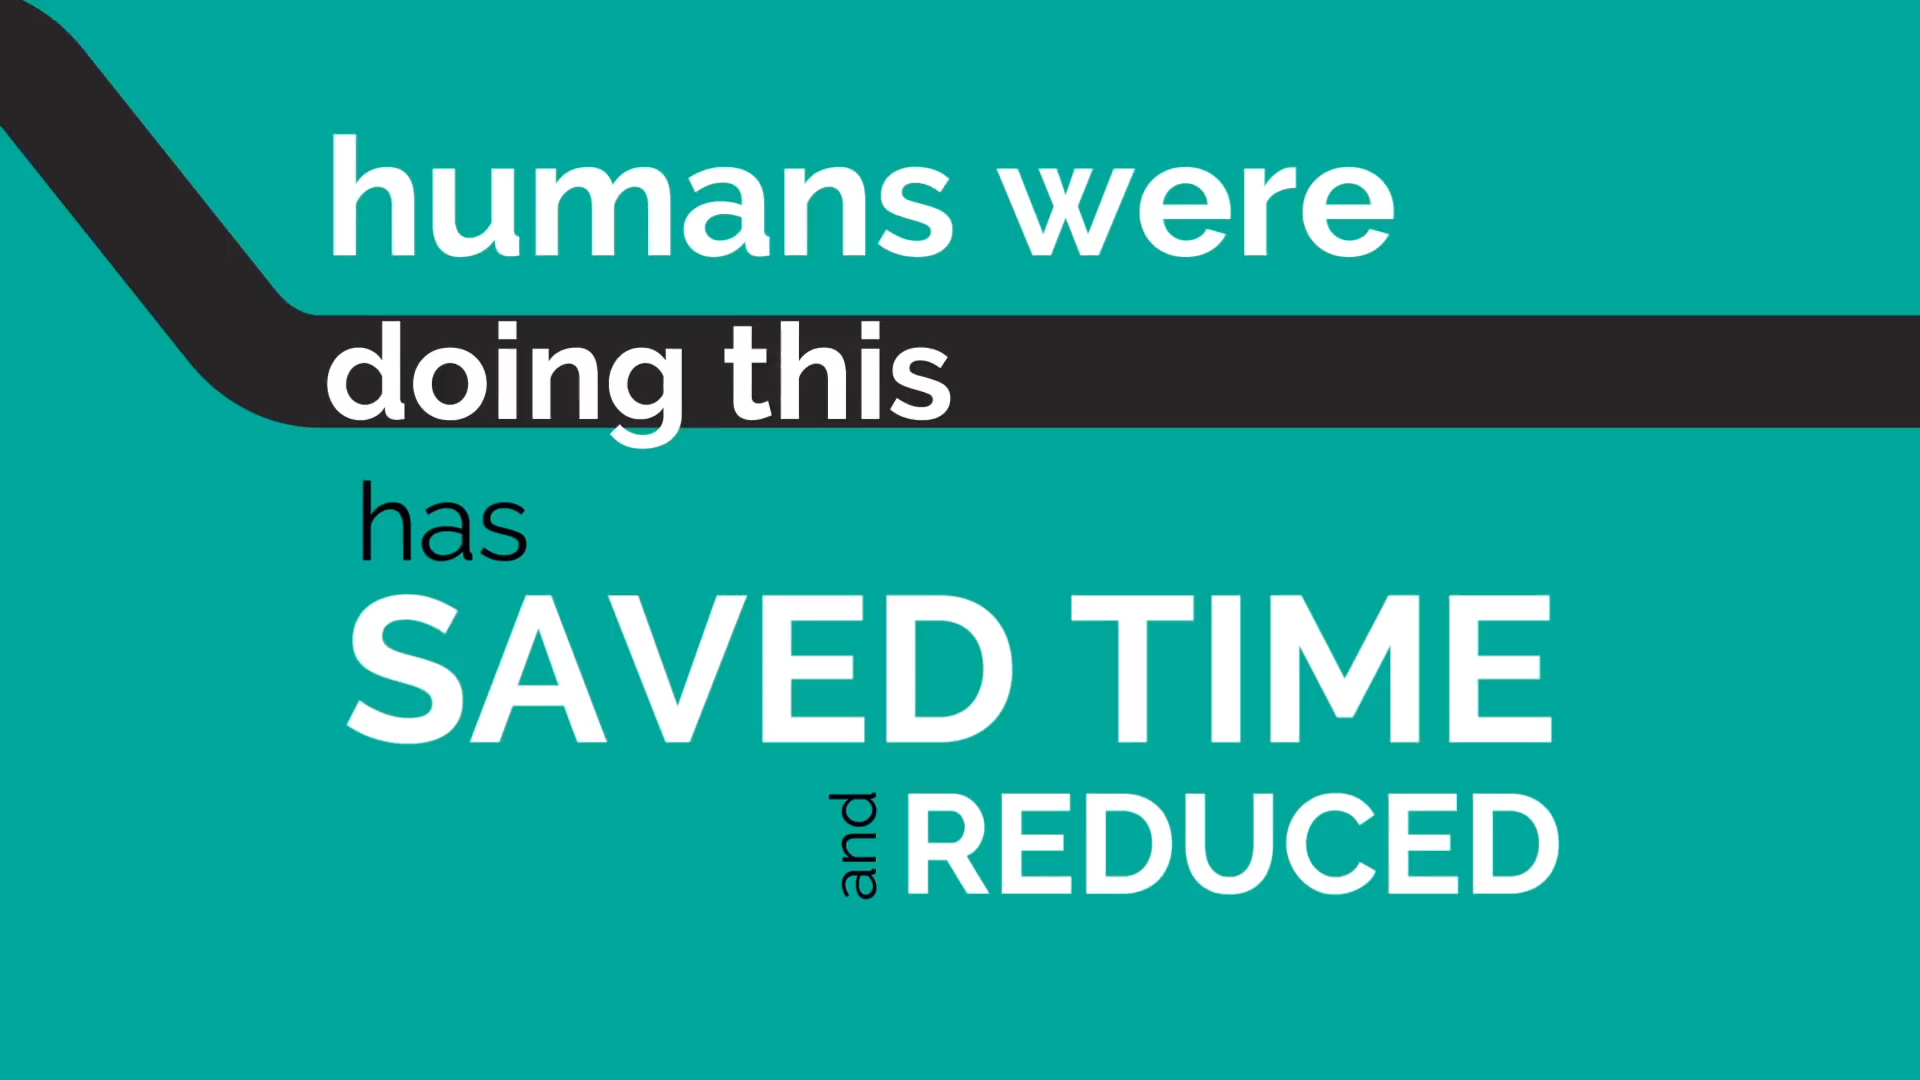 humans were
doing this
has
SAVED TIME
and REDUCED